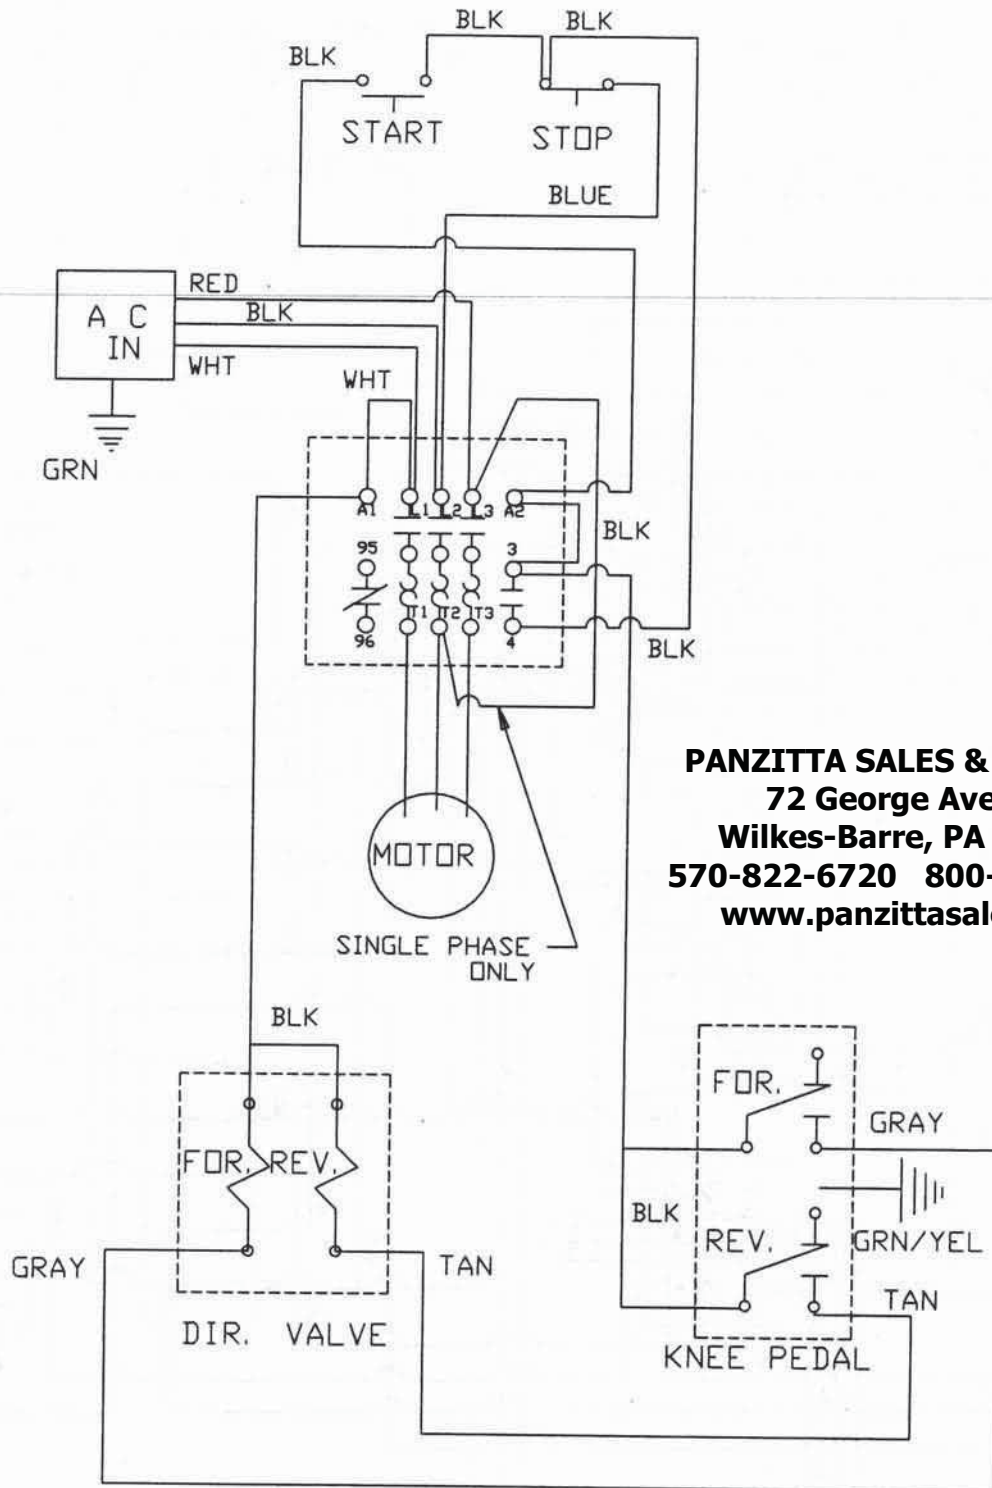 BLK BLK
BLK
START
STOP
BLUE
RED
A C
IN
BLK
WHT
WHT
GRN
A1 L1 L2 L3 A2
BLK
95 3
T1 T2 T3
96 4
BLK
PANZITTA SALES &
72 George Ave
Wilkes-Barre, PA
570-822-6720 800-
www.panzittasal
MOTOR
SINGLE PHASE
ONLY
BLK
FOR.
GRAY
FOR. REV.
BLK
REV. GRN/YEL
GRAY TAN
TAN
DIR. VALVE
KNEE PEDAL